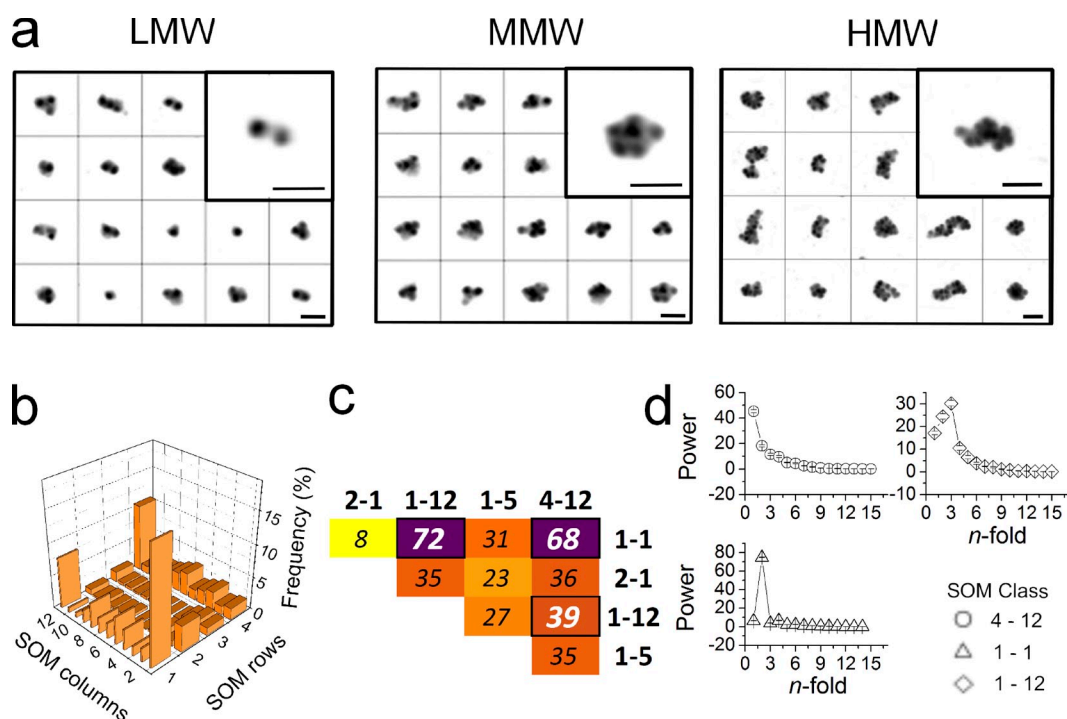 a
LMW
MMW
HMW
b
Frequency (%)
15
10
5
0
12
10
8
6
4
2
SOM columns
1
2
3
4
SOM rows
c
2-1 1-12 1-5 4-12
8 72 31 68 1-1
35 23 36 2-1
27 39 1-12
35 1-5
d
Power
60
40
20
0
-20
0 3 6 9 12 15
n-fold
30
20
10
0
-10
0 3 6 9 12 15
n-fold
Power
80
60
40
20
0
-20
0 3 6 9 12 15
n-fold
SOM Class
4 - 12
1 - 1
1 - 12